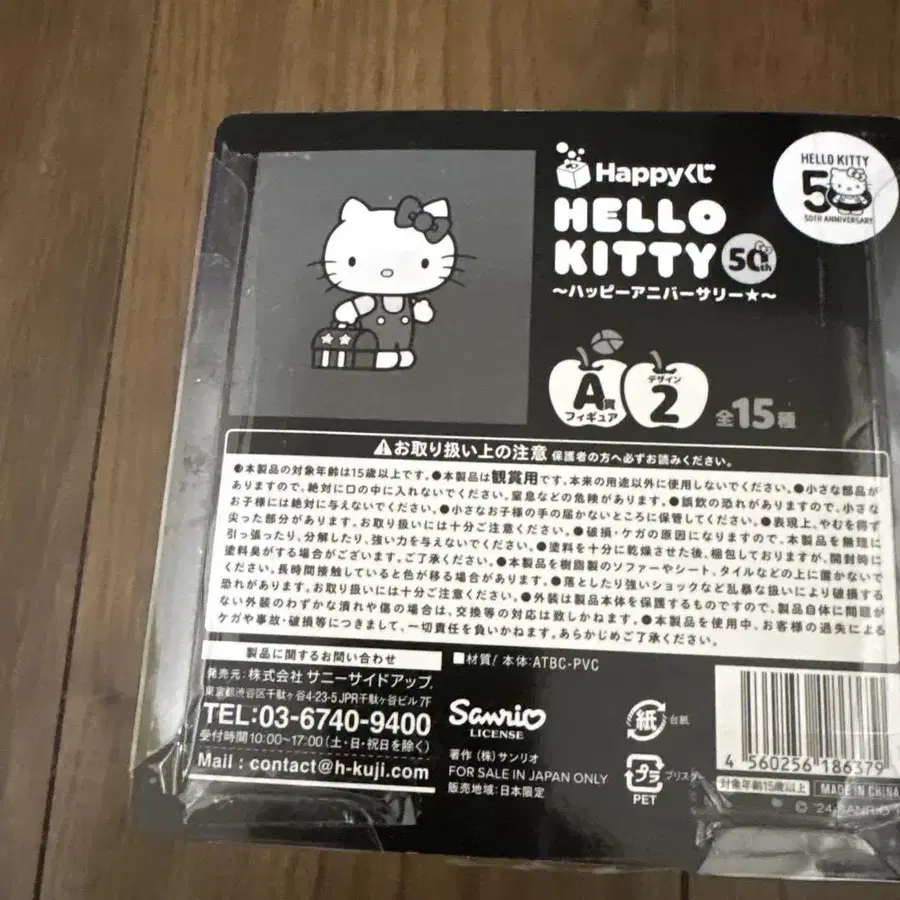 Happyくじ
HELLO KITTY
50TH ANNIVERSARY
HELLO
KITTY 50th
～ハッピーアニバーサリー★～
A賞
フィギュア
デザイン
2
全15種
⚠お取り扱い上の注意 保護者の方へ必ずお読みください。
●本製品の対象年齢は15歳以上です。●本製品は観賞用です。本来の用途以外に使用しないでください。●小さな部品が
ありますので、絶対に口の中に入れないでください。窒息などの危険があります。●誤飲の恐れがありますので、小さな
お子様には絶対に与えないでください。●小さなお子様の手の届かないところに保管してください。●表現上、やむを得ず
尖った部分があります。お取り扱いには十分ご注意ください。●破損・ケガの原因になりますので、本製品を無理に
引っ張ったり、分解したり、強い力を与えないでください。●塗料を十分に乾燥させた後、梱包しておりますが、開封時に
塗料臭がする場合がございます。ご了承ください。●本製品を樹脂製のソファーやシート、タイルなどの上に置かないで
ください。長時間接触していると色が移る場合があります。●落としたり強いショックなど乱暴な扱いにより破損する
恐れがあります。お取り扱いには十分ご注意ください。●外装は製品本体を保護するものですので、製品自体に問題が
ない外装のわずかな潰れや傷の場合は、交換等の対応は致しかねます。●本製品を使用中、お客様の過失による
ケガや事故・破損等につきまして、一切責任を負いかねます。あらかじめご了承ください。
製品に関するお問い合わせ
発売元：株式会社 サニーサイドアップ
東京都渋谷区千駄ヶ谷4-23-5 JPR千駄ヶ谷ビル 7F
TEL:03-6740-9400
受付時間10:00~17:00（土・日・祝日を除く）
Mail : contact@h-kuji.com
■材質/ 本体:ATBC-PVC
Sanrio
LICENSE
著作（株）サンリオ
FOR SALE IN JAPAN ONLY
販売地域:日本限定
紙 台紙
プラ ブリスター
PET
4 560256 186379
対象年齢15歳以上 MADE IN CHINA
© '24 SANRIO